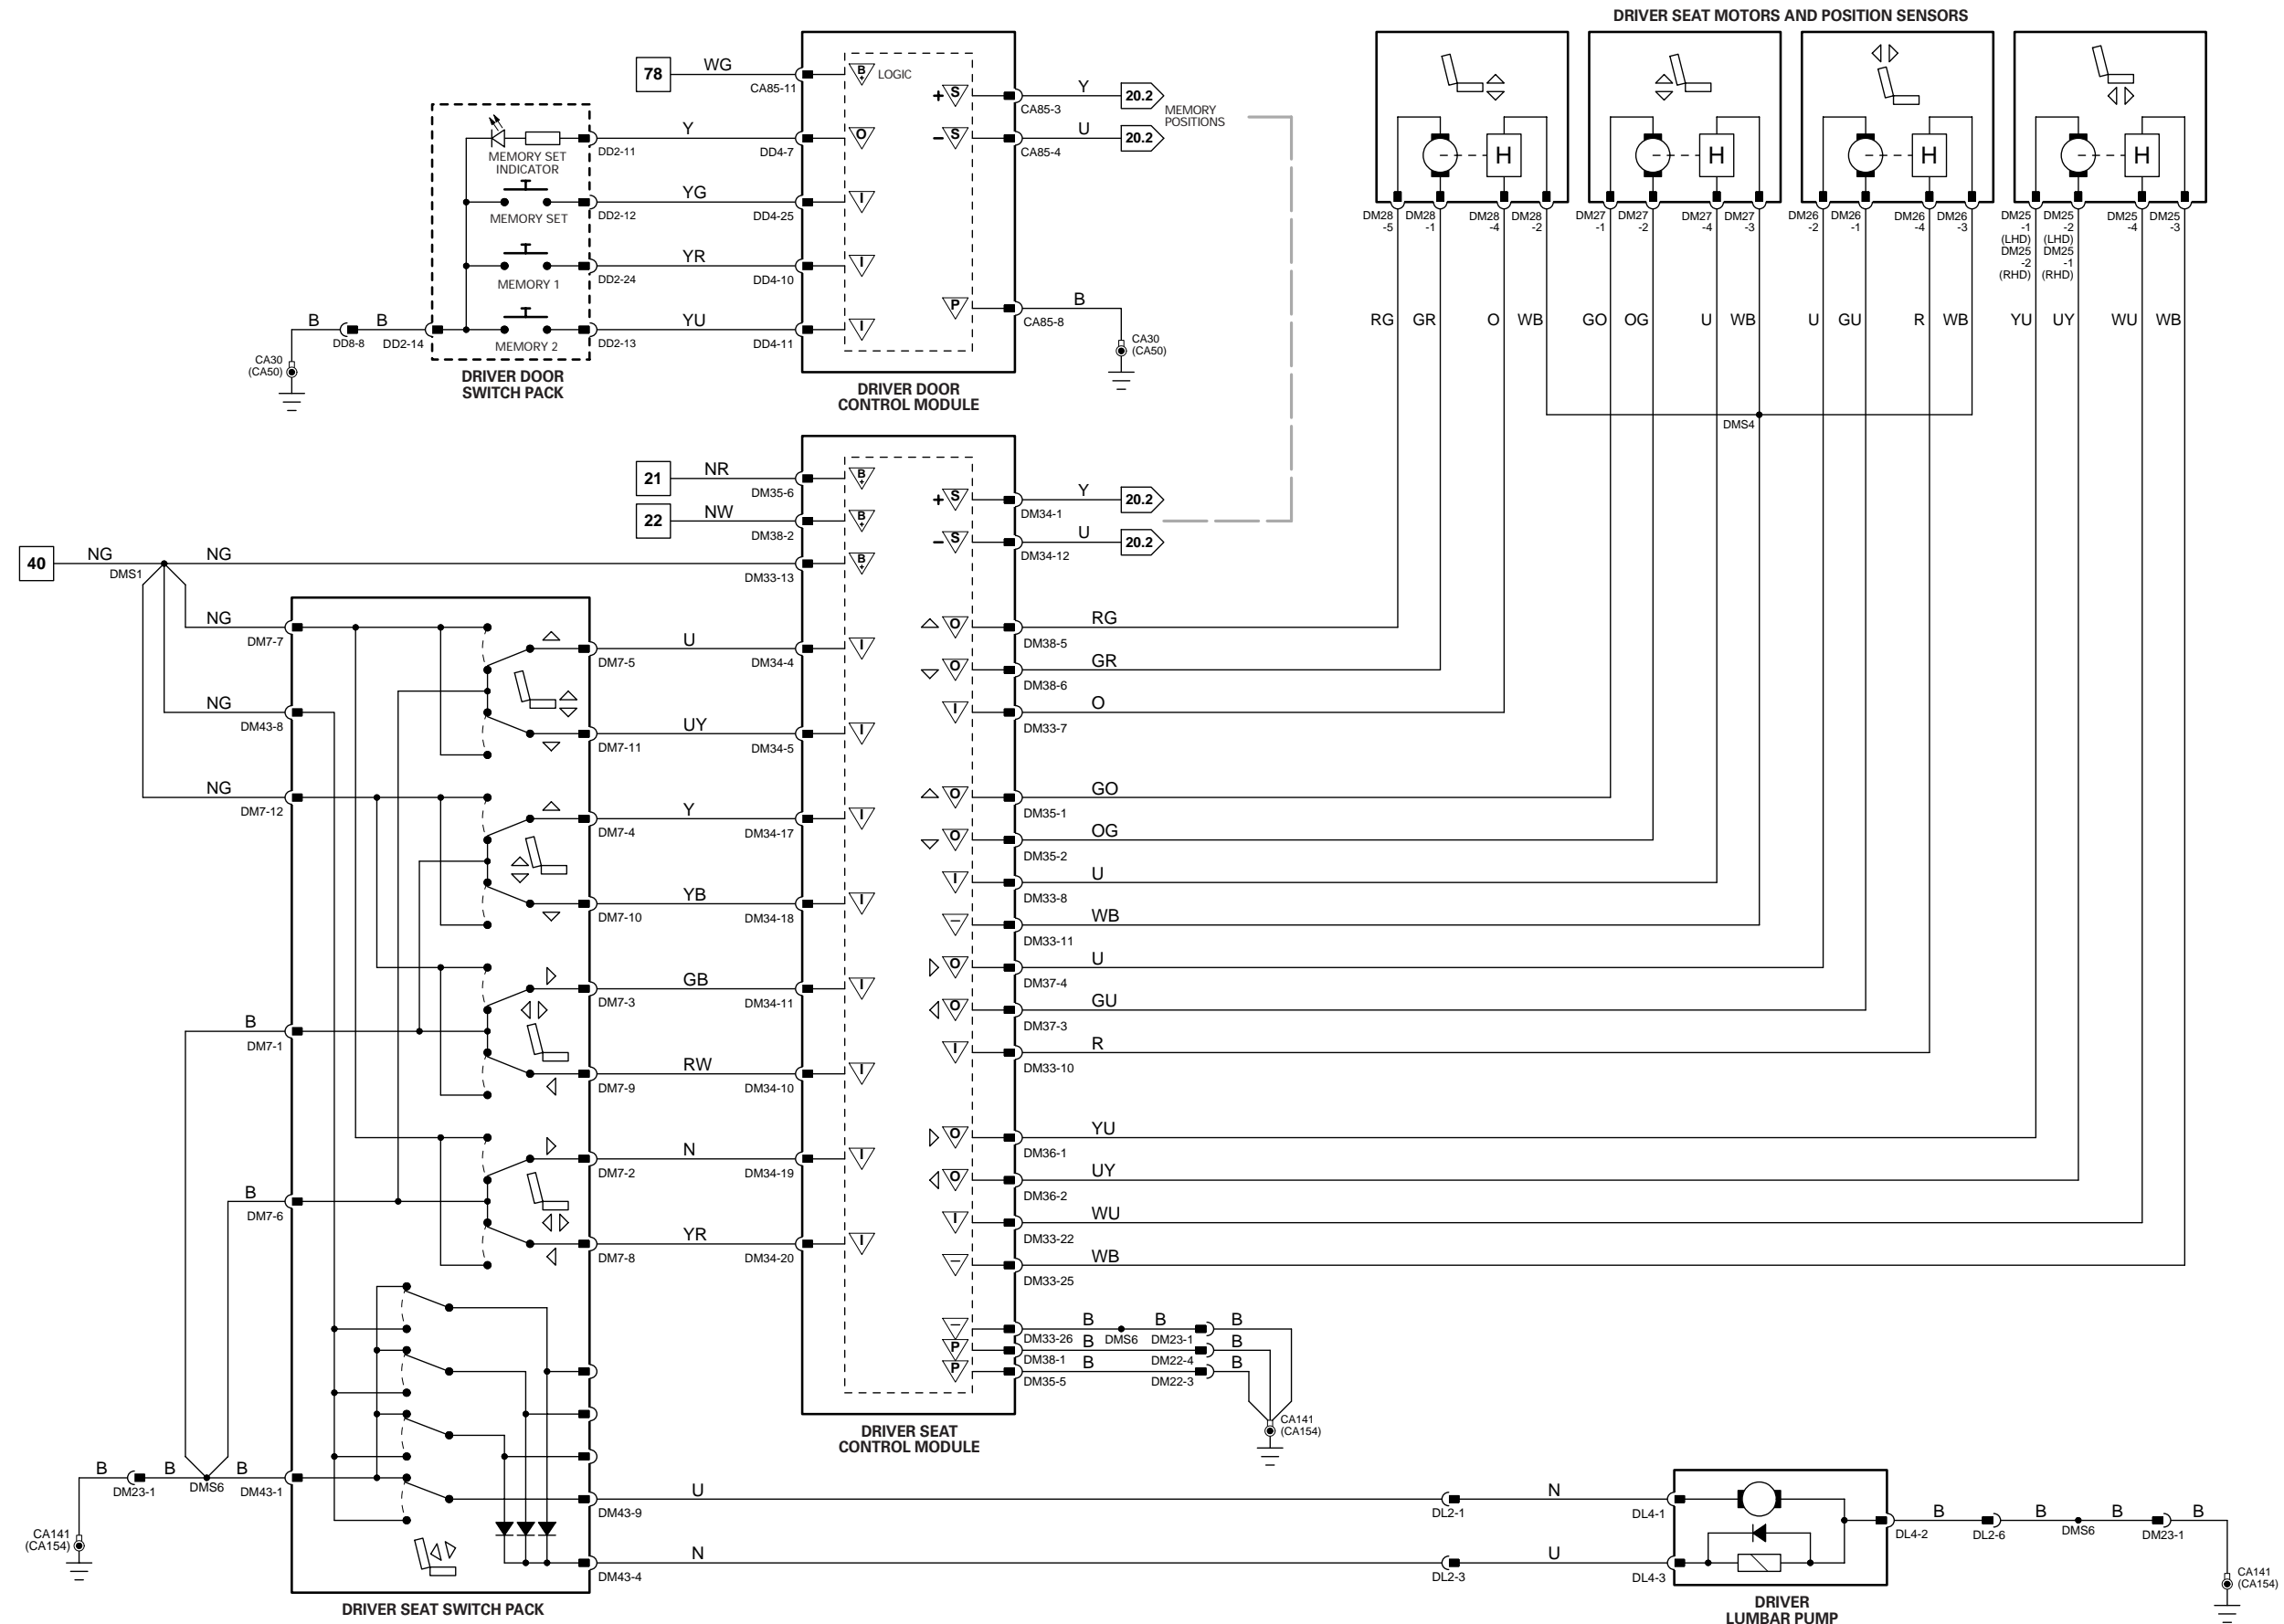 DRIVER SEAT MOTORS AND POSITION SENSORS
78 WG CA85-11 B+ LOGIC
+ S CA85-3 Y 20.2
MEMORY
POSITIONS
- S CA85-4 U 20.2
MEMORY SET
INDICATOR
DD2-11 Y DD4-7 O
MEMORY SET DD2-12 YG DD4-25 I
MEMORY 1 DD2-24 YR DD4-10 I
P CA85-8 B
CA30
(CA50)
B DD8-8 B DD2-14
MEMORY 2 DD2-13 YU DD4-11 I
CA30
(CA50)
DRIVER DOOR
SWITCH PACK
DRIVER DOOR
CONTROL MODULE
H H H H
DM28 -5 DM28 -1 DM28 -4 DM28 -2
DM27 -1 DM27 -2 DM27 -4 DM27 -3
DM26 -2 DM26 -1 DM26 -4 DM26 -3
DM25 -1 (LHD) DM25 -2 (RHD)
DM25 -2 (LHD) DM25 -1 (RHD)
DM25 -4 DM25 -3
RG GR O WB GO OG U WB U GU R WB YU UY WU WB
DMS4
21 NR DM35-6 B+
22 NW DM38-2 B+
40 NG DMS1 NG DM33-13 B+
+ S DM34-1 Y 20.2
- S DM34-12 U 20.2
NG DM7-7
DM7-5 U DM34-4 I
O DM38-5 RG
O DM38-6 GR
NG DM43-8
I DM33-7 O
DM7-11 UY DM34-5 I
NG DM7-12
O DM35-1 GO
DM7-4 Y DM34-17 I
O DM35-2 OG
I DM33-8 U
DM7-10 YB DM34-18 I
- DM33-11 WB
O DM37-4 U
DM7-3 GB DM34-11 I
O DM37-3 GU
B DM7-1
I DM33-10 R
DM7-9 RW DM34-10 I
O DM36-1 YU
DM7-2 N DM34-19 I
O DM36-2 UY
B DM7-6
I DM33-22 WU
DM7-8 YR DM34-20 I
- DM33-25 WB
- DM33-26 B DMS6 B DM23-1 B
P DM38-1 B DM22-4 B
P DM35-5 B DM22-3 B
CA141
(CA154)
DRIVER SEAT
CONTROL MODULE
B DM23-1 B DMS6 B DM43-1
CA141
(CA154)
DM43-9 U DL2-1 N DL4-1
DM43-4 N DL2-3 U DL4-3
DL4-2 B DL2-6 B DMS6 B DM23-1 B
CA141
(CA154)
DRIVER SEAT SWITCH PACK
DRIVER
LUMBAR PUMP